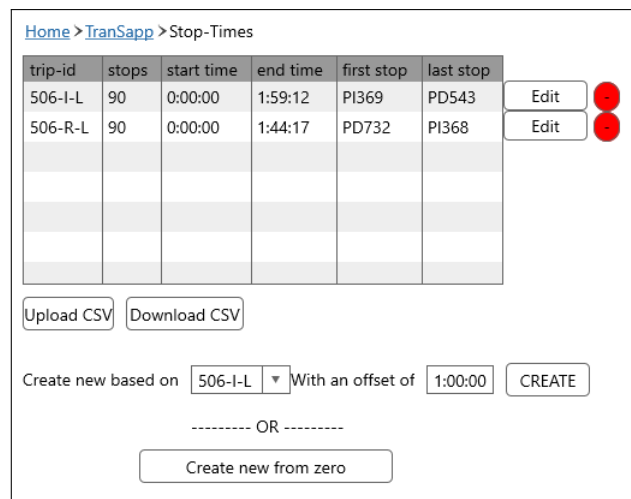 Home > TranSapp > Stop-Times
trip-id stops start time end time first stop last stop
506-I-L 90 0:00:00 1:59:12 PI369 PD543 Edit -
506-R-L 90 0:00:00 1:44:17 PD732 PI368 Edit -
Upload CSV Download CSV
Create new based on 506-I-L With an offset of 1:00:00 CREATE
--------- OR ---------
Create new from zero